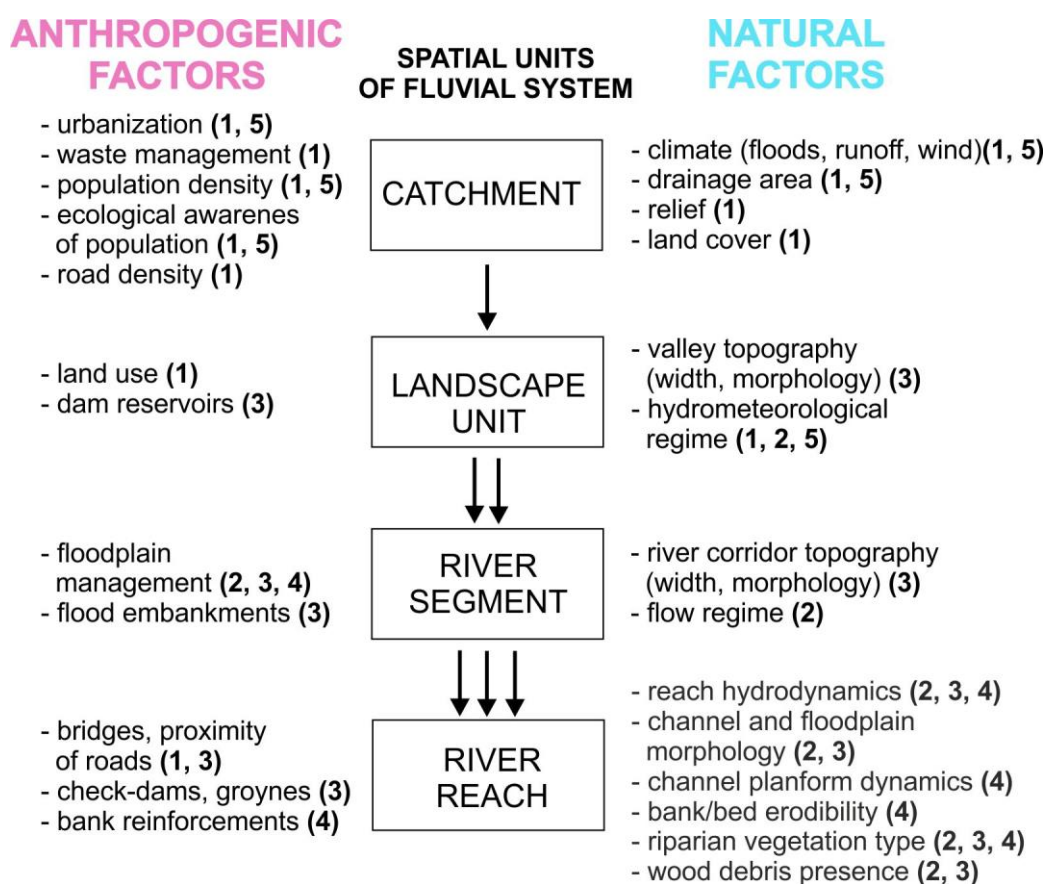 ANTHROPOGENIC
FACTORS
SPATIAL UNITS
OF FLUVIAL SYSTEM
NATURAL
FACTORS
- urbanization (1, 5)
- waste management (1)
- population density (1, 5)
- ecological awarenes
of population (1, 5)
- road density (1)
CATCHMENT
- climate (floods, runoff, wind)(1, 5)
- drainage area (1, 5)
- relief (1)
- land cover (1)
- land use (1)
- dam reservoirs (3)
LANDSCAPE
UNIT
- valley topography
(width, morphology) (3)
- hydrometeorological
regime (1, 2, 5)
- floodplain
management (2, 3, 4)
- flood embankments (3)
RIVER
SEGMENT
- river corridor topography
(width, morphology) (3)
- flow regime (2)
- bridges, proximity
of roads (1, 3)
- check-dams, groynes (3)
- bank reinforcements (4)
RIVER
REACH
- reach hydrodynamics (2, 3, 4)
- channel and floodplain
morphology (2, 3)
- channel planform dynamics (4)
- bank/bed erodibility (4)
- riparian vegetation type (2, 3, 4)
- wood debris presence (2, 3)